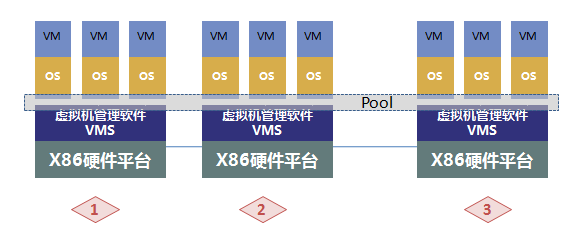 VM VM VM VM VM VM VM VM VM
OS OS OS OS OS OS OS OS OS
Pool
虚拟机管理软件 虚拟机管理软件 虚拟机管理软件
VMS VMS VMS
X86硬件平台 X86硬件平台 X86硬件平台
1 2 3